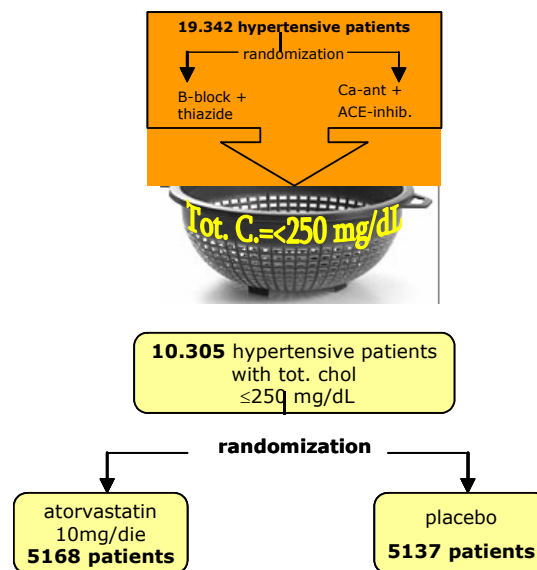 19.342 hypertensive patients
randomization
B-block +
thiazide
Ca-ant +
ACE-inhib.
Tot. C.=<250 mg/dL
10.305 hypertensive patients
with tot. chol
≤250 mg/dL
randomization
atorvastatin
10mg/die
5168 patients
placebo
5137 patients